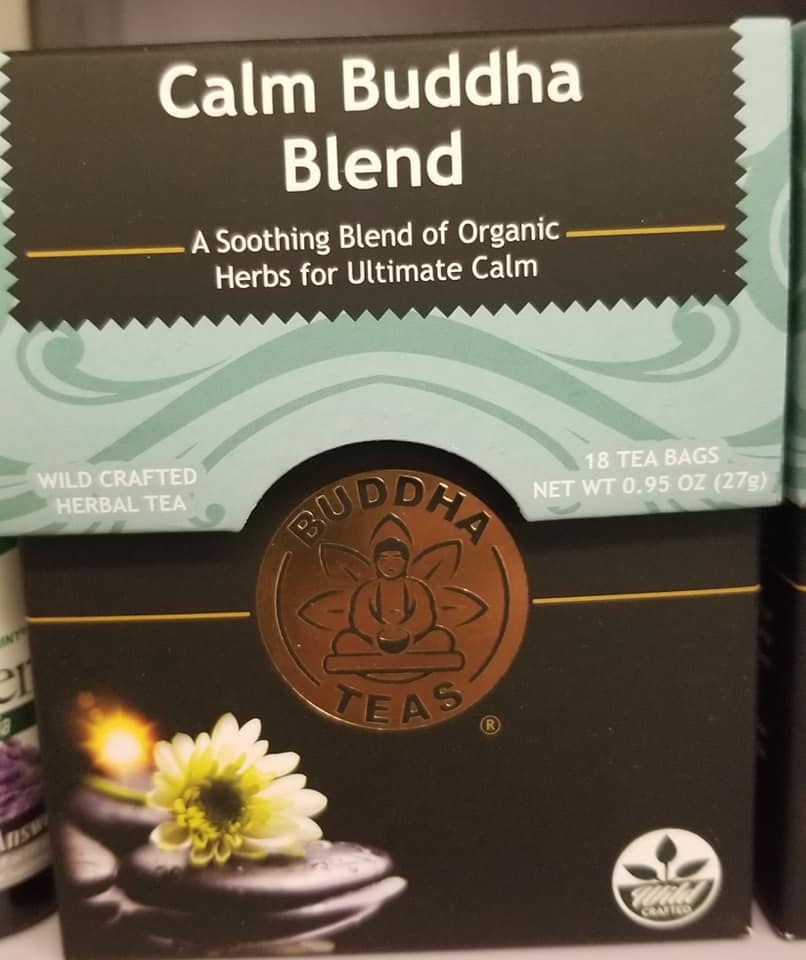 Calm Buddha
Blend
A Soothing Blend of Organic
Herbs for Ultimate Calm
WILD CRAFTED
HERBAL TEA
18 TEA BAGS
NET WT 0.95 OZ (27g)
BUDDHA
TEAS
®
Wild
CRAFTED